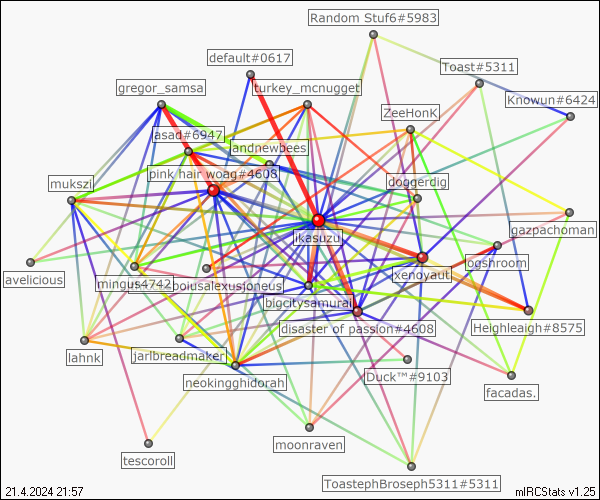 Random Stuf6#5983
default#0617
Toast#5311
gregor_samsa
turkey_mcnugget
Knowun#6424
ZeeHonK
asad#6947
andnewbees
pink hair woag#4608
mukszi
doggerdig
gazpachoman
ikasuzu
ogshroom
avelicious
xenoyaut
mingus4742
poiusalexusjoneus
bigcitysamurai
disaster of passion#4608
Heighleaigh#8575
lahnk
jarlbreadmaker
neokingghidorah
Duck™#9103
facadas.
moonraven
tescoroll
ToastephBroseph5311#5311
21.4.2024 21:57
mIRCStats v1.25